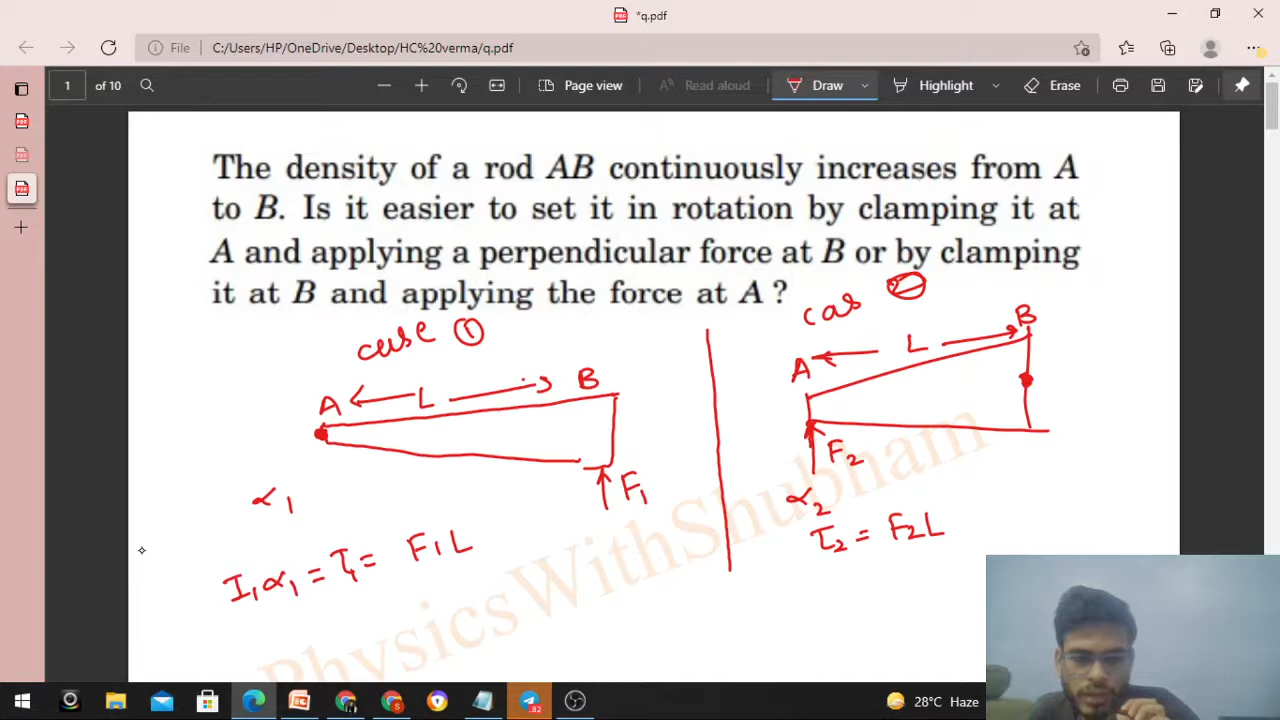 *q.pdf
File C:/Users/HP/OneDrive/Desktop/HC%20verma/q.pdf
1 of 10 Page view Read aloud Draw Highlight Erase
The density of a rod AB continuously increases from A
to B. Is it easier to set it in rotation by clamping it at
A and applying a perpendicular force at B or by clamping
it at B and applying the force at A ?
case ①
cas ②
A L B
A L B
F₁
F₂
α₁
α₂
I₁α₁ = τ₁ = F₁L
τ₂ = F₂L
PhysicsWithShubham
82
28°C Haze